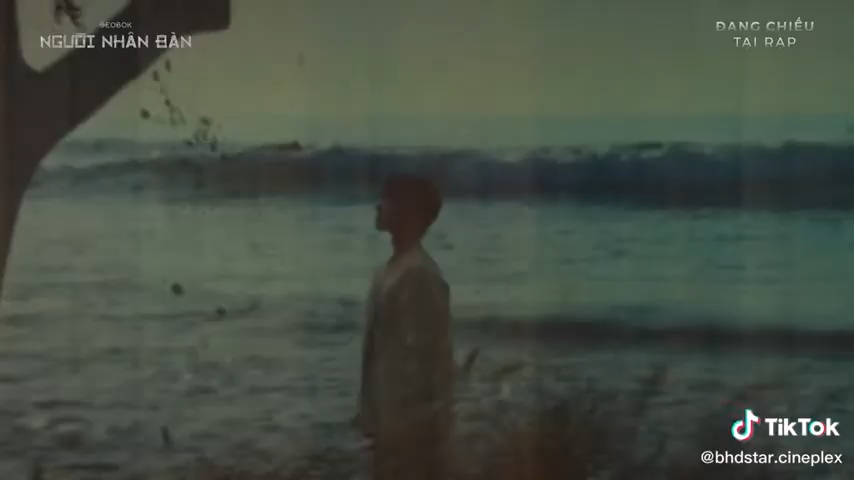 SEOBOK
NGƯỜI NHÂN BẢN
ĐANG CHIẾU
TẠI RẠP
TikTok
@bhdstar.cineplex